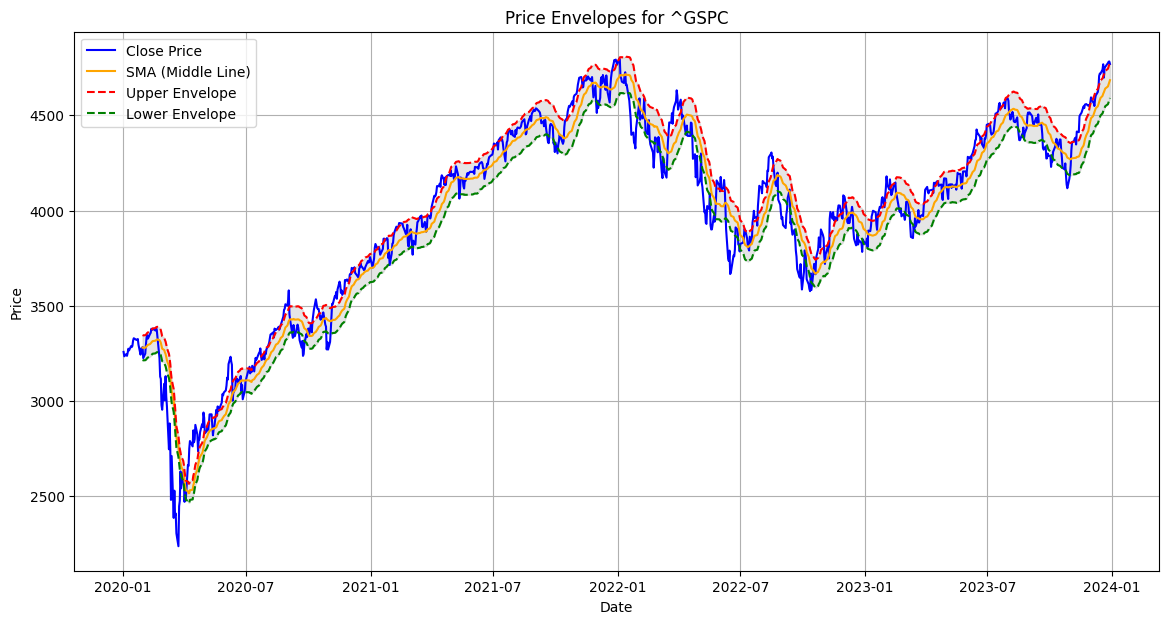 Price Envelopes for ^GSPC
Close Price
SMA (Middle Line)
Upper Envelope
Lower Envelope
Price
4500
4000
3500
3000
2500
2020-01 2020-07 2021-01 2021-07 2022-01 2022-07 2023-01 2023-07 2024-01
Date